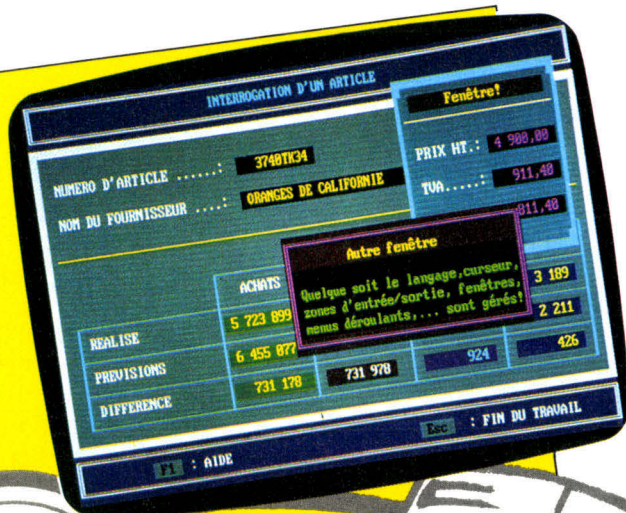 INTERROGATION D'UN ARTICLE
Fenêtre!
NUMERO D'ARTICLE ......: 3740TK34
PRIX HT.: 4 900,00
NOM DU FOURNISSEUR ....: ORANGES DE CALIFORNIE
TVA.....: 911,40
811,40
Autre fenêtre
Quelque soit le langage,curseur,
zones d'entrée/sortie, fenêtres,
menus déroulants,... sont gérés!
ACHATS
REALISE 5 723 899 3 189
PREVISIONS 6 455 077 2 211
DIFFERENCE 731 178 731 978 924 426
F1 : AIDE Esc : FIN DU TRAVAIL